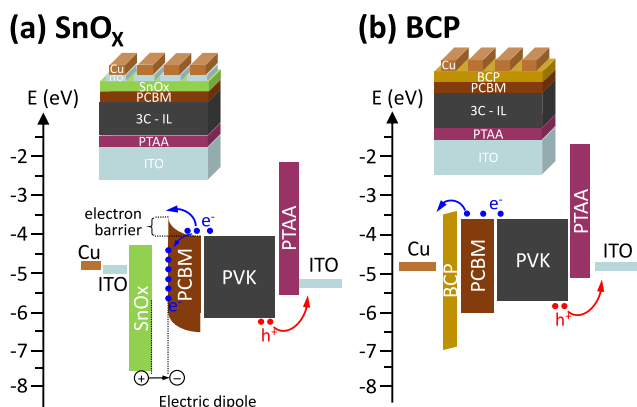 (a) SnOX
Cu
ITO
SnOx
PCBM
3C - IL
PTAA
ITO
E (eV)
-2
-3
-4
-5
-6
-7
-8
electron
barrier
e-
Cu
ITO
SnOx
e-
PCBM
PVK
PTAA
ITO
h+
+
−
Electric dipole
(b) BCP
Cu
BCP
PCBM
3C - IL
PTAA
ITO
E (eV)
-2
-3
-4
-5
-6
-7
-8
e-
Cu
BCP
PCBM
PVK
PTAA
ITO
h+